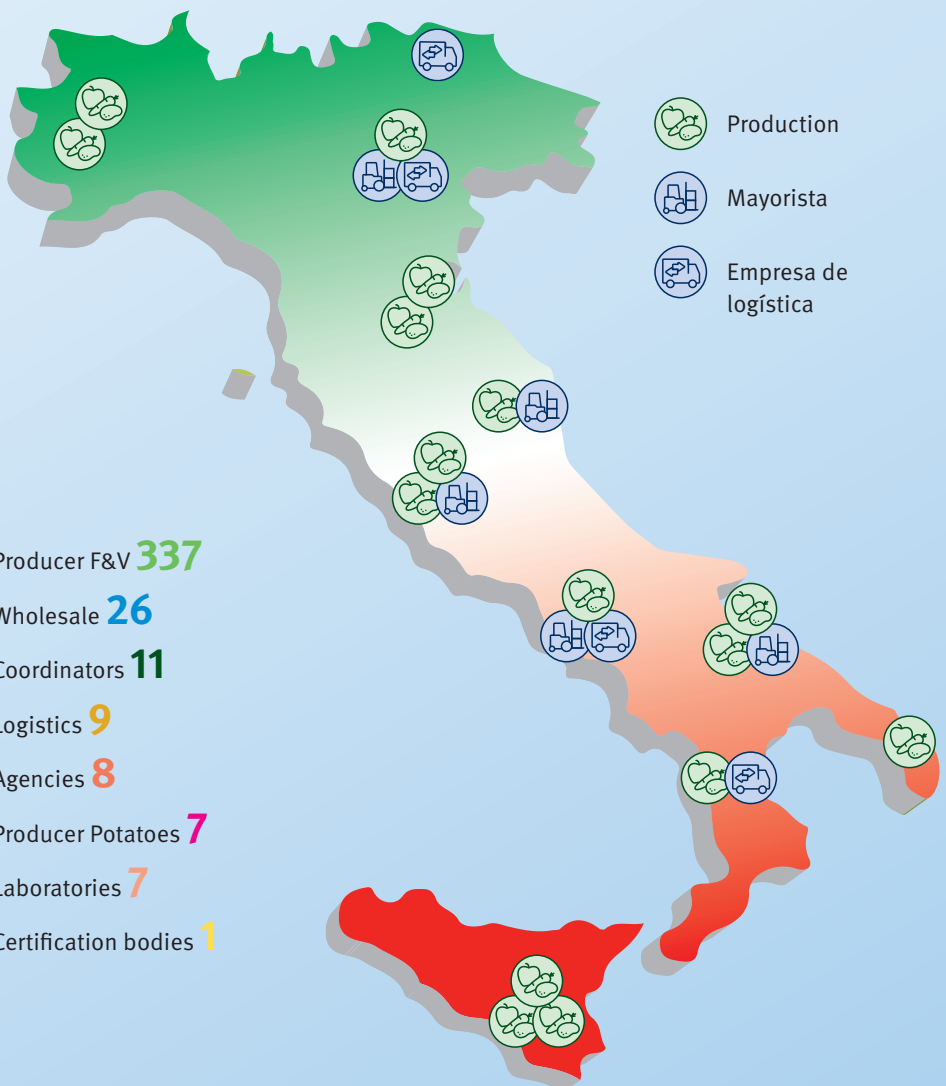 Production
Mayorista
Empresa de
logística
Producer F&V 337
Wholesale 26
Coordinators 11
Logistics 9
Agencies 8
Producer Potatoes 7
Laboratories 7
Certification bodies 1